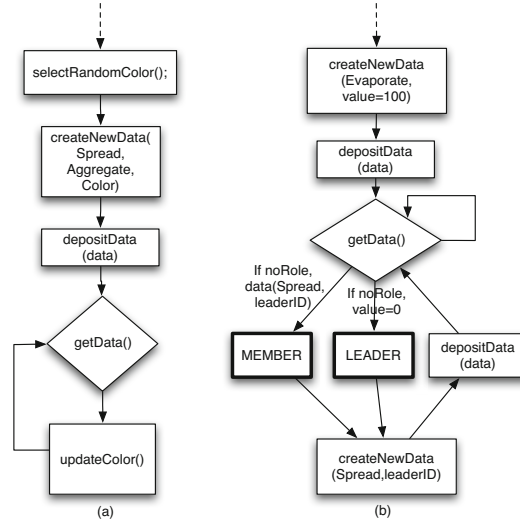 selectRandomColor();
createNewData(
Spread,
Aggregate,
Color)
depositData
(data)
getData()
updateColor()
(a)
createNewData
(Evaporate,
value=100)
depositData
(data)
getData()
If noRole,
data(Spread,
leaderID)
If noRole,
value=0
MEMBER
LEADER
depositData
(data)
createNewData
(Spread,leaderID)
(b)